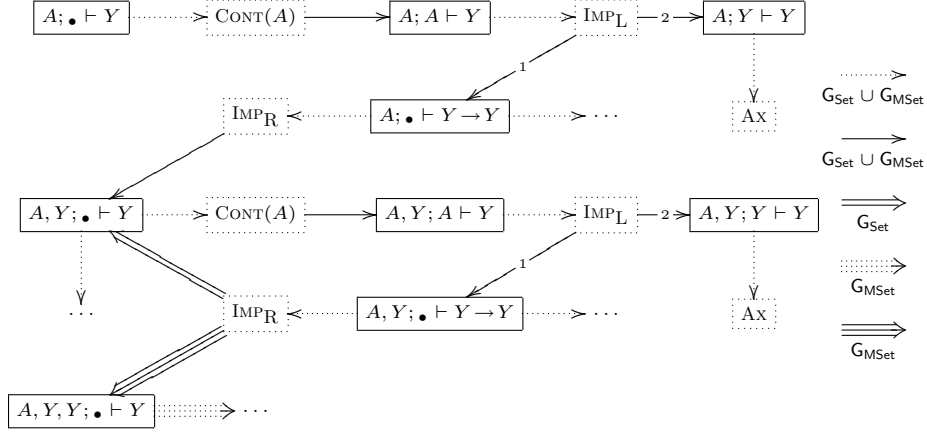 A; • ⊢ Y CONT(A) A; A ⊢ Y IMP_L 2 A; Y ⊢ Y
1
IMP_R A; • ⊢ Y → Y ··· AX
G_Set ∪ G_MSet
G_Set ∪ G_MSet
A, Y; • ⊢ Y CONT(A) A, Y; A ⊢ Y IMP_L 2 A, Y; Y ⊢ Y
G_Set
1
G_MSet
··· IMP_R A, Y; • ⊢ Y → Y ··· AX
G_MSet
A, Y, Y; • ⊢ Y ···